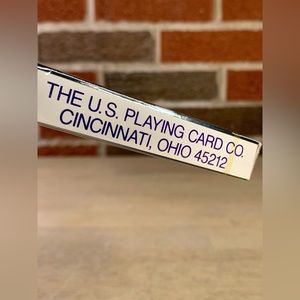 THE U.S. PLAYING CARD CO.
CINCINNATI, OHIO 45212